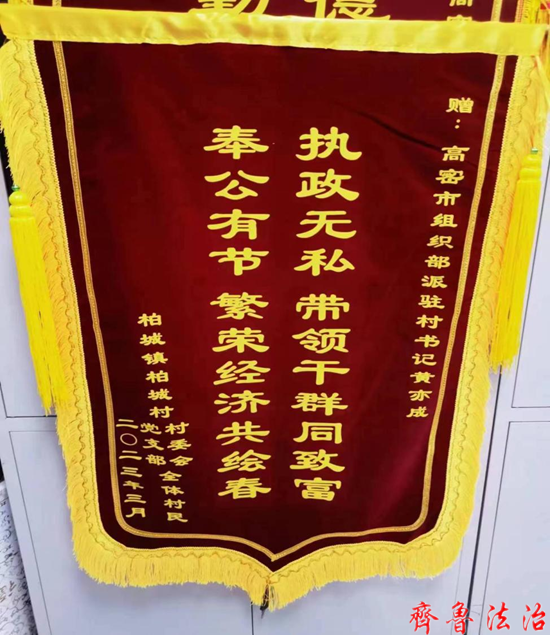 赠：高密市组织部派驻村书记黄亦成
执政无私 带领干群同致富
奉公有节 繁荣经济共绘春
柏城镇柏城村村委会党支部全体村民
二〇二三年三月
齊魯法治